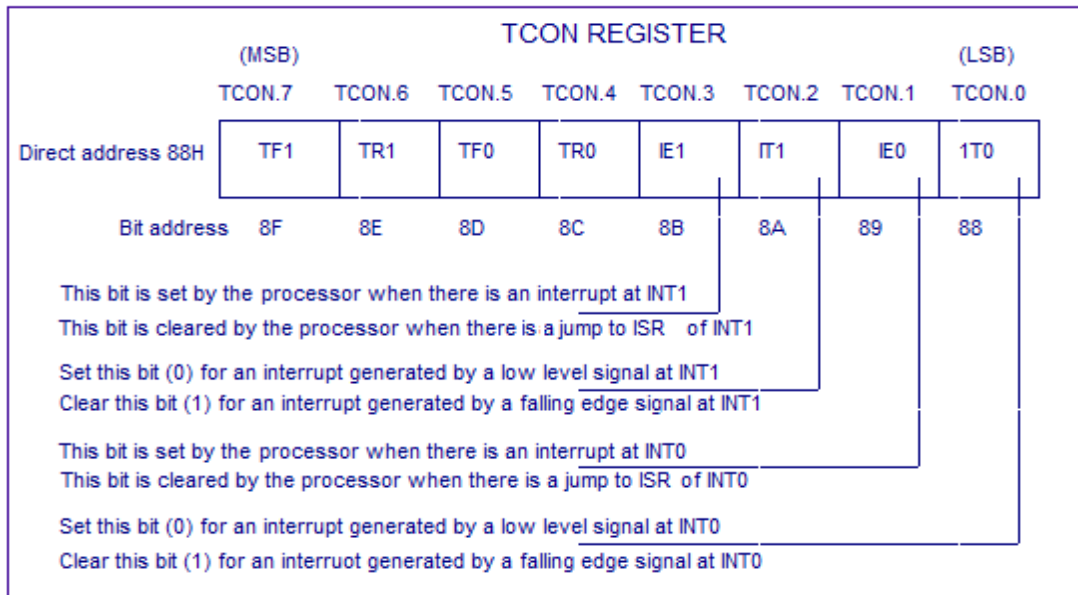 TCON REGISTER
(MSB) (LSB)
TCON.7 TCON.6 TCON.5 TCON.4 TCON.3 TCON.2 TCON.1 TCON.0
Direct address 88H TF1 TR1 TF0 TR0 IE1 IT1 IE0 1T0
Bit address 8F 8E 8D 8C 8B 8A 89 88
This bit is set by the processor when there is an interrupt at INT1
This bit is cleared by the processor when there is a jump to ISR of INT1
Set this bit (0) for an interrupt generated by a low level signal at INT1
Clear this bit (1) for an interrupt generated by a falling edge signal at INT1
This bit is set by the processor when there is an interrupt at INT0
This bit is cleared by the processor when there is a jump to ISR of INT0
Set this bit (0) for an interrupt generated by a low level signal at INT0
Clear this bit (1) for an interruot generated by a falling edge signal at INT0